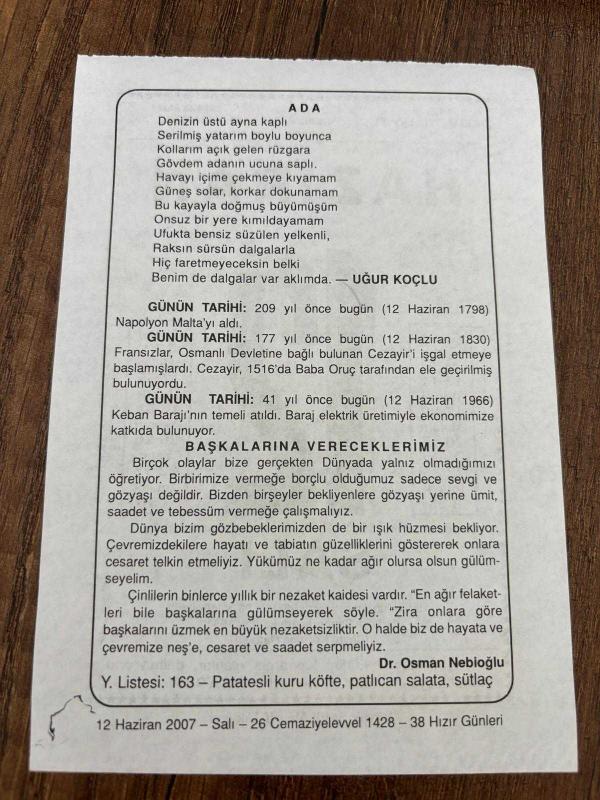 ADA
Denizin üstü ayna kaplı
Serilmiş yatarım boylu boyunca
Kollarım açık gelen rüzgara
Gövdem adanın ucuna saplı.
Havayı içime çekmeye kıyamam
Güneş solar, korkar dokunamam
Bu kayayla doğmuş büyümüşüm
Onsuz bir yere kımıldayamam
Ufukta bensiz süzülen yelkenli,
Raksın sürsün dalgalarla
Hiç faretmeyeceksin belki
Benim de dalgalar var aklımda. — UĞUR KOÇLU
GÜNÜN TARİHİ: 209 yıl önce bugün (12 Haziran 1798)
Napolyon Malta'yı aldı.
GÜNÜN TARİHİ: 177 yıl önce bugün (12 Haziran 1830)
Fransızlar, Osmanlı Devletine bağlı bulunan Cezayir'i işgal etmeye
başlamışlardı. Cezayir, 1516'da Baba Oruç tarafından ele geçirilmiş
bulunuyordu.
GÜNÜN TARİHİ: 41 yıl önce bugün (12 Haziran 1966)
Keban Barajı'nın temeli atıldı. Baraj elektrik üretimiyle ekonomimize
katkıda bulunuyor.
BAŞKALARINA VERECEKLERİMİZ
Birçok olaylar bize gerçekten Dünyada yalnız olmadığımızı
öğretiyor. Birbirimize vermeğe borçlu olduğumuz sadece sevgi ve
gözyaşı değildir. Bizden birşeyler bekliyenlere gözyaşı yerine ümit,
saadet ve tebessüm vermeğe çalışmalıyız.
Dünya bizim gözbebeklerimizden de bir ışık hüzmesi bekliyor.
Çevremizdekilere hayatı ve tabiatın güzelliklerini göstererek onlara
cesaret telkin etmeliyiz. Yükümüz ne kadar ağır olursa olsun gülüm-
seyelim.
Çinlilerin binlerce yıllık bir nezaket kaidesi vardır. "En ağır felaket-
leri bile başkalarına gülümseyerek söyle. "Zira onlara göre
başkalarını üzmek en büyük nezaketsizliktir. O halde biz de hayata ve
çevremize neş'e, cesaret ve saadet serpmeliyiz.
Dr. Osman Nebioğlu
Y. Listesi: 163 – Patatesli kuru köfte, patlıcan salata, sütlaç
12 Haziran 2007 – Salı – 26 Cemaziyelevvel 1428 – 38 Hızır Günleri